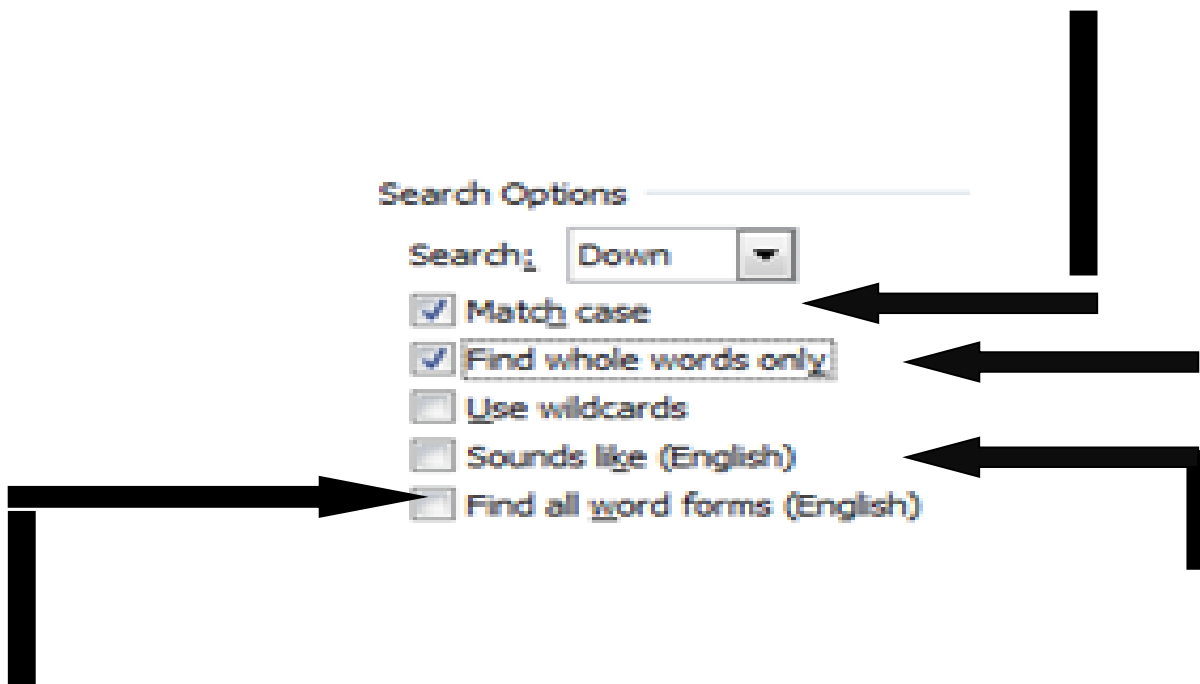 Search Options
Search: Down
Match case
Find whole words only
Use wildcards
Sounds like (English)
Find all word forms (English)